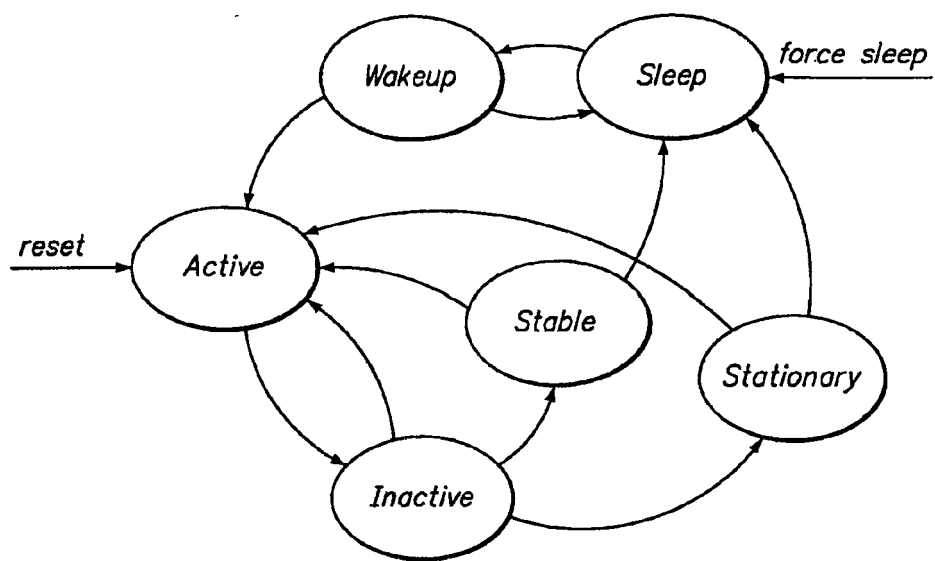 Wakeup
Sleep
force sleep
reset
Active
Stable
Stationary
Inactive